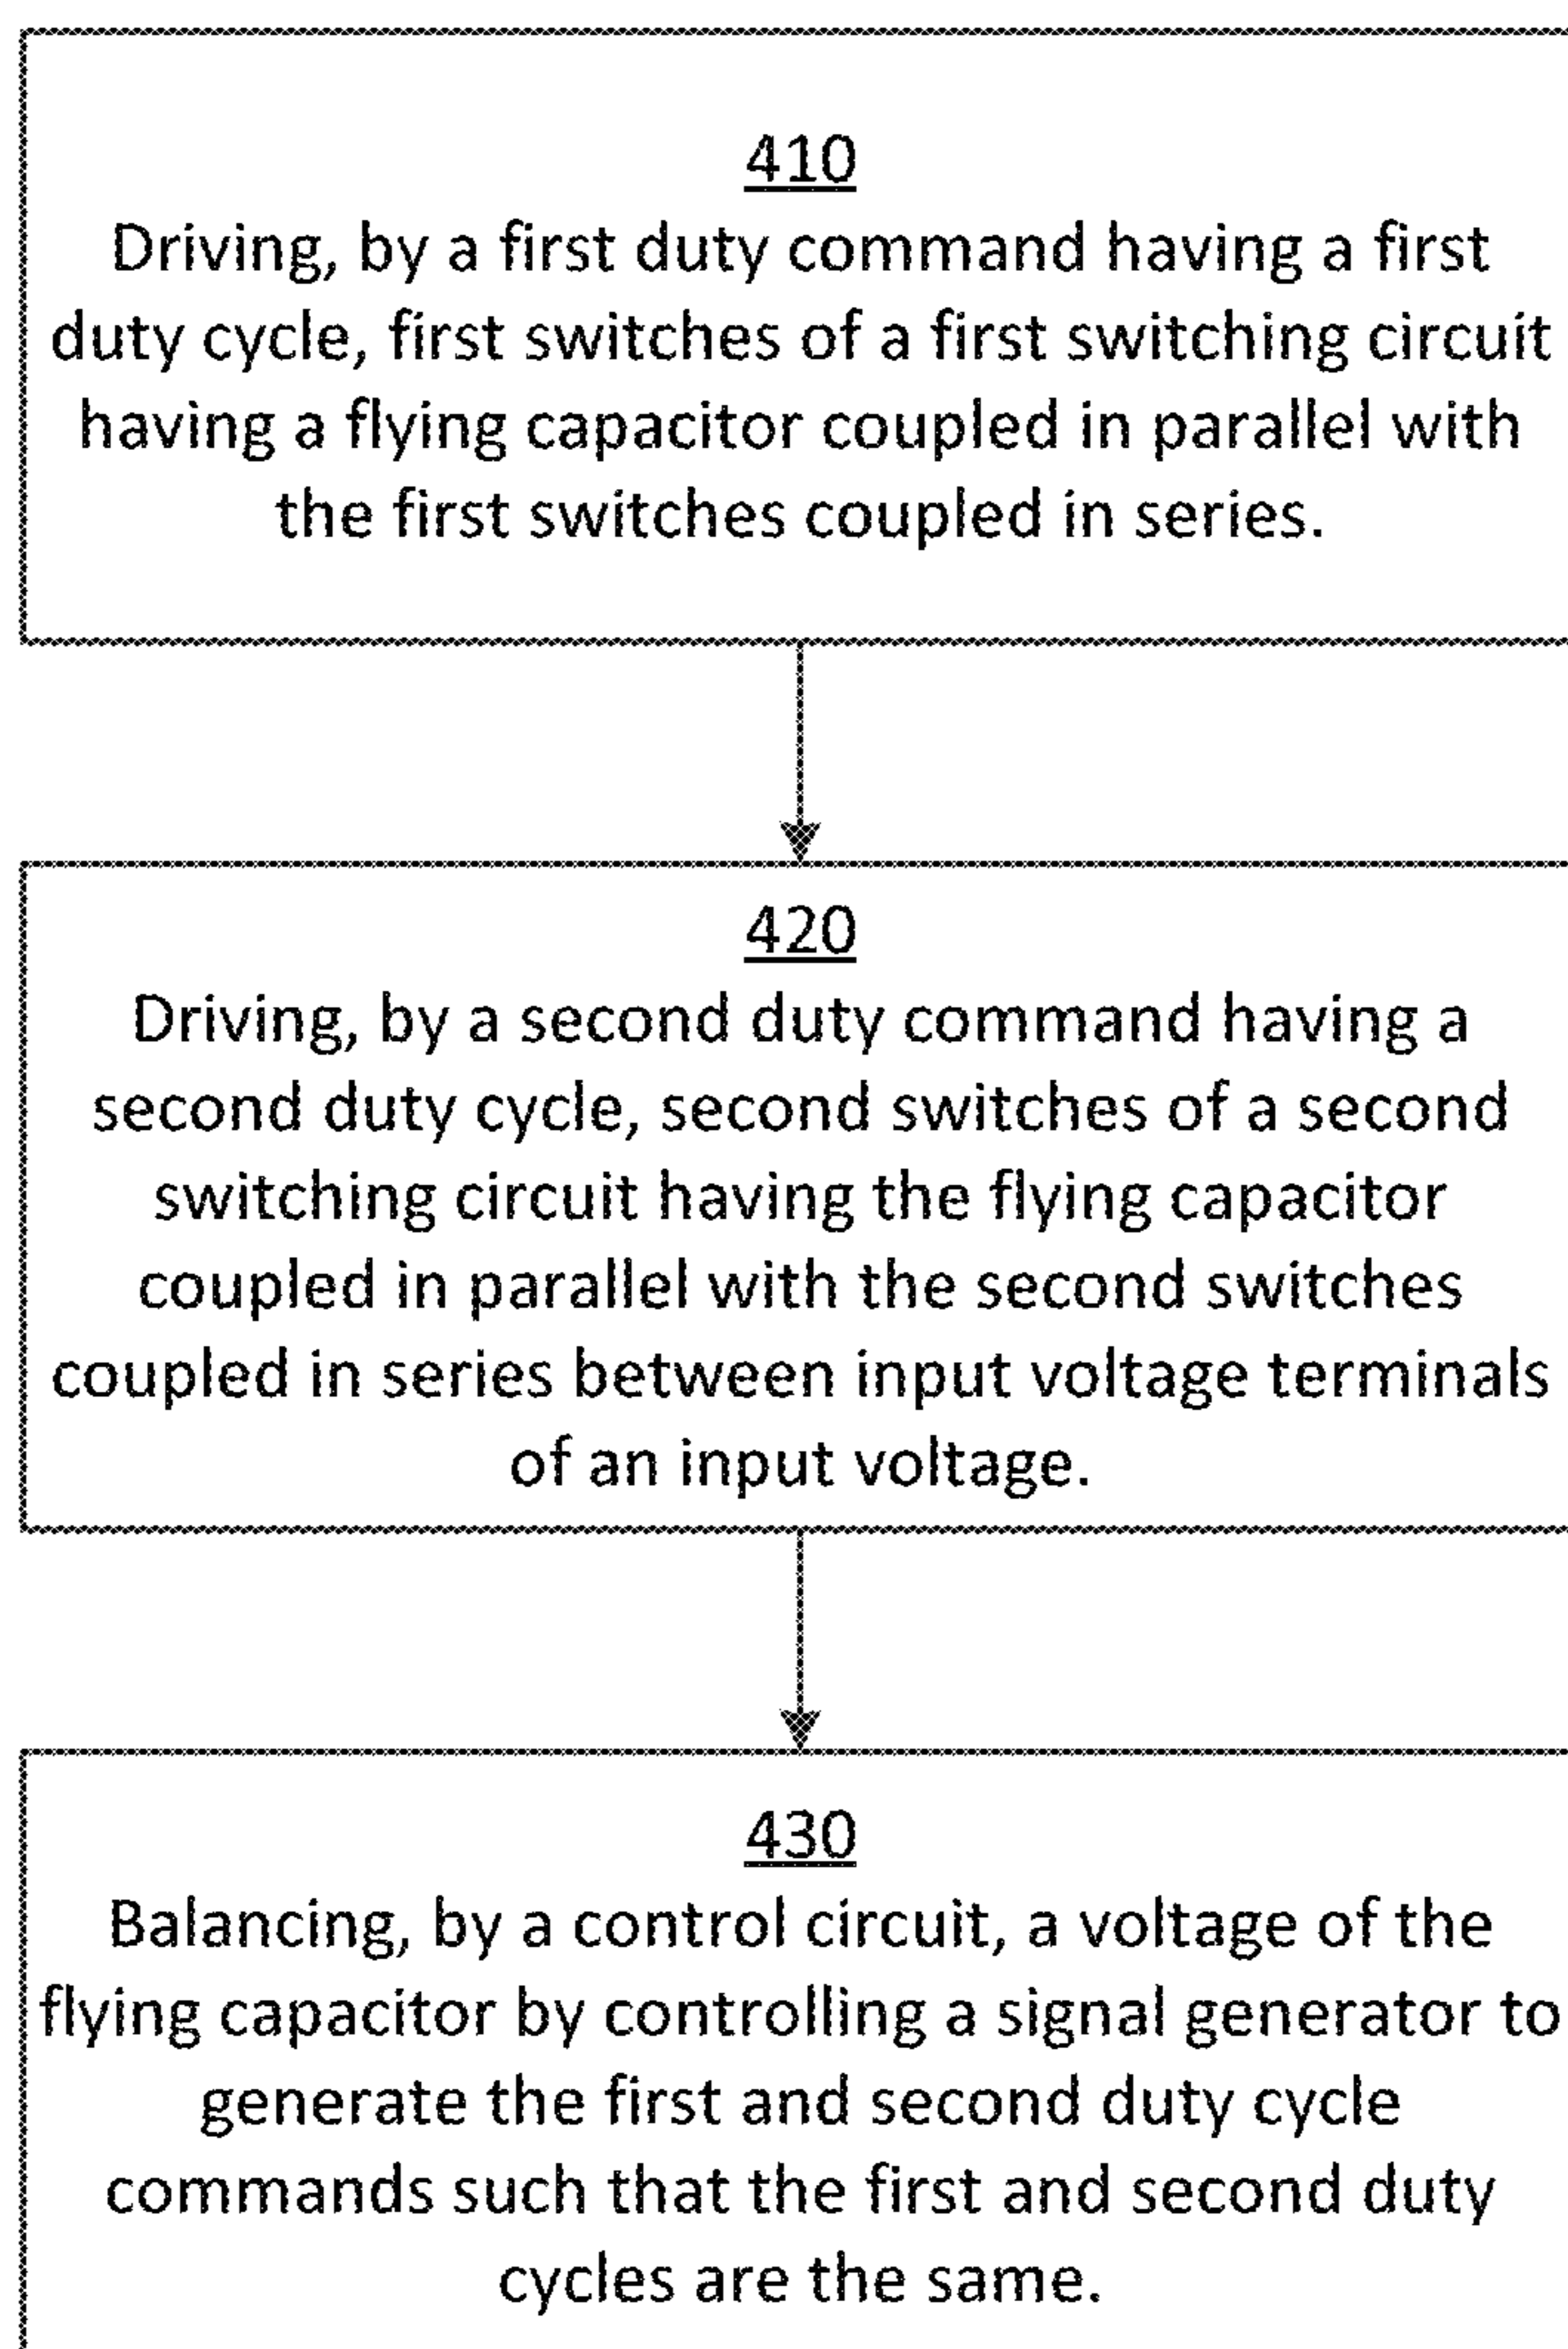 410
Driving, by a first duty command having a first
duty cycle, first switches of a first switching circuit
having a flying capacitor coupled in parallel with
the first switches coupled in series.
420
Driving, by a second duty command having a
second duty cycle, second switches of a second
switching circuit having the flying capacitor
coupled in parallel with the second switches
coupled in series between input voltage terminals
of an input voltage.
430
Balancing, by a control circuit, a voltage of the
flying capacitor by controlling a signal generator to
generate the first and second duty cycle
commands such that the first and second duty
cycles are the same.